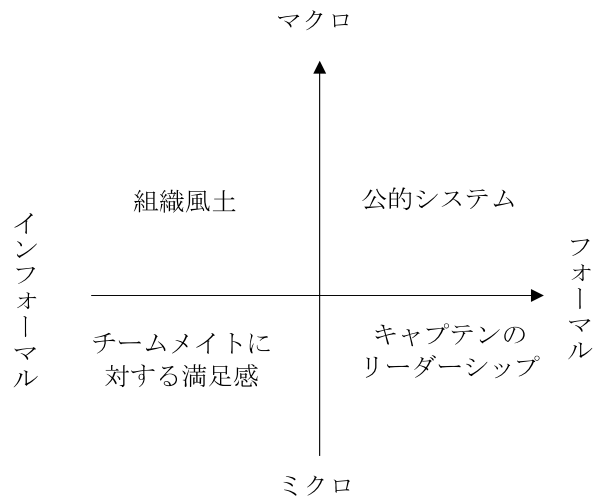 マクロ
組織風土
公的システム
インフォーマル
フォーマル
チームメイトに
対する満足感
キャプテンの
リーダーシップ
ミクロ